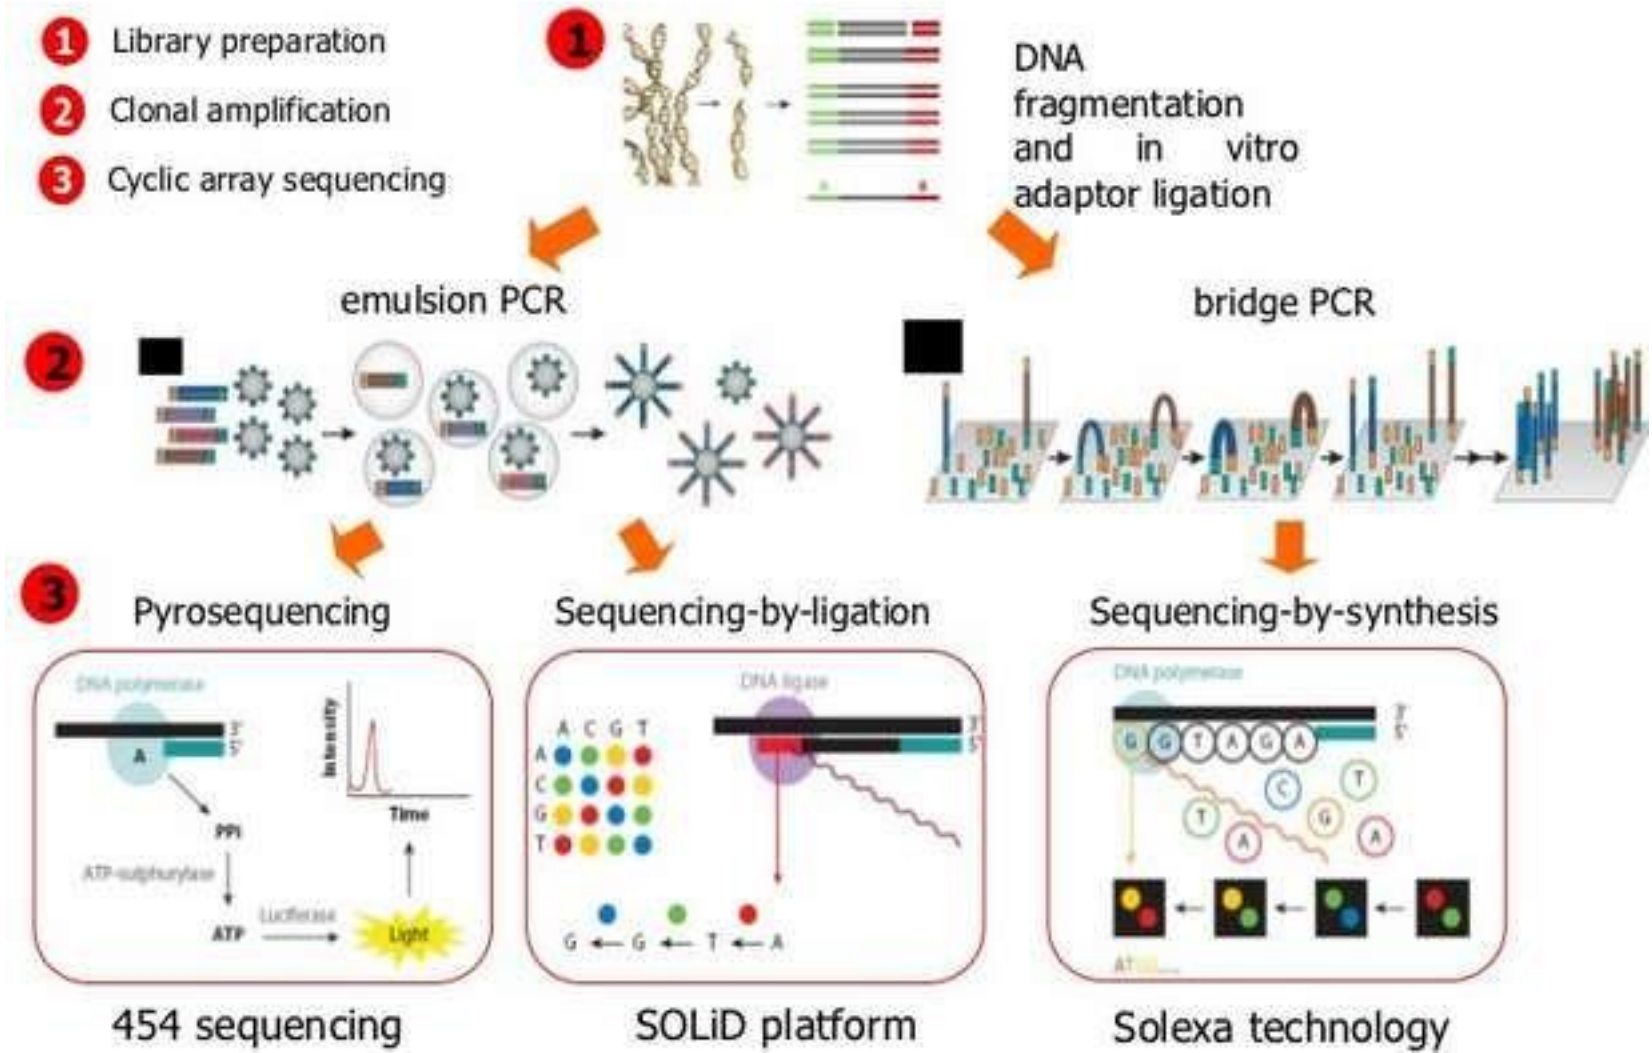 1 Library preparation
2 Clonal amplification
3 Cyclic array sequencing
1
A B
DNA
fragmentation
and in vitro
adaptor ligation
2
emulsion PCR
bridge PCR
3
Pyrosequencing
DNA polymerase
3'
5'
A
PPi
ATP-sulphurylase
ATP
Luciferase
Light
Intensity
Time
454 sequencing
Sequencing-by-ligation
DNA ligase
3'
5'
A C G T
A
C
G
T
G G T A
SOLiD platform
Sequencing-by-synthesis
DNA polymerase
3'
5'
G G T A G A
C T
T G
A A
AT
Solexa technology